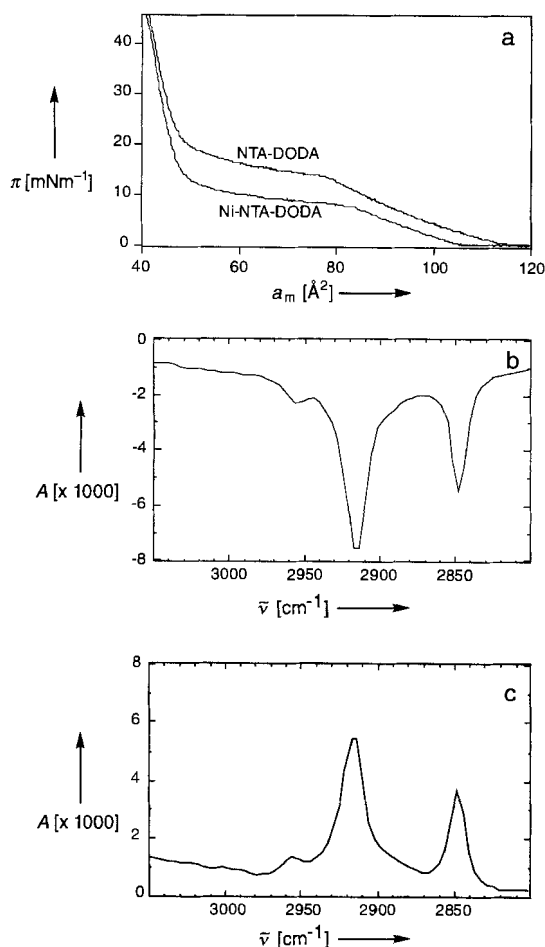 a
40
30
20
10
0
π [mNm⁻¹]
NTA-DODA
Ni-NTA-DODA
40 60 80 100 120
aₘ [Å²]
b
0
-2
-4
-6
-8
A [x 1000]
3000 2950 2900 2850
ṽ [cm⁻¹]
c
8
6
4
2
0
A [x 1000]
3000 2950 2900 2850
ṽ [cm⁻¹]